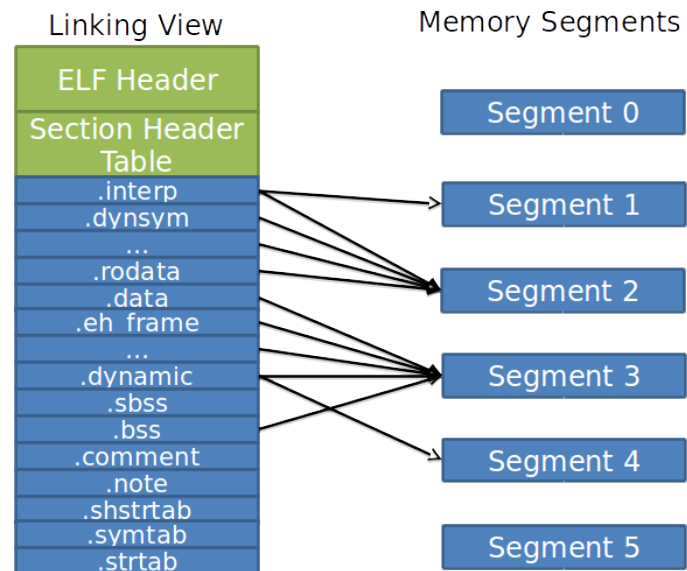 Linking View
Memory Segments
ELF Header
Section Header
Table
.interp
.dynsym
...
.rodata
.data
.eh_frame
...
.dynamic
.sbss
.bss
.comment
.note
.shstrtab
.symtab
.strtab
Segment 0
Segment 1
Segment 2
Segment 3
Segment 4
Segment 5